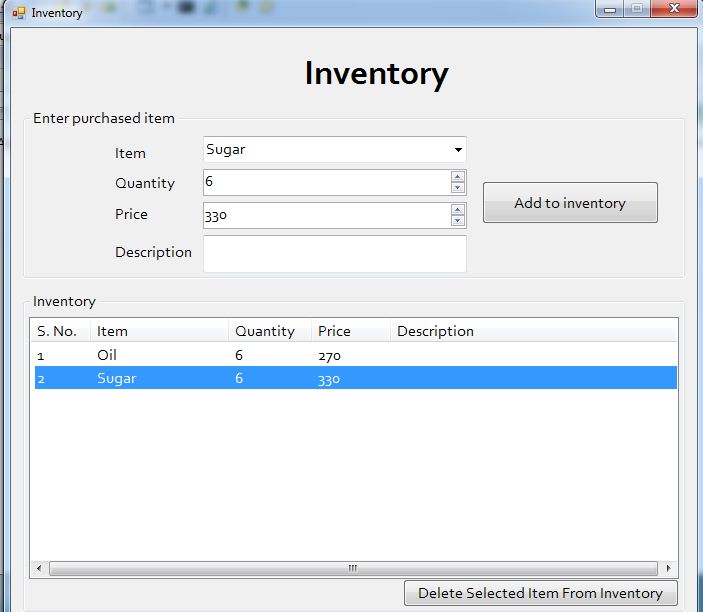 Inventory
Inventory
Enter purchased item
Item Sugar
Quantity 6
Add to inventory
Price 330
Description
Inventory
S. No. Item Quantity Price Description
1 Oil 6 270
2 Sugar 6 330
Delete Selected Item From Inventory